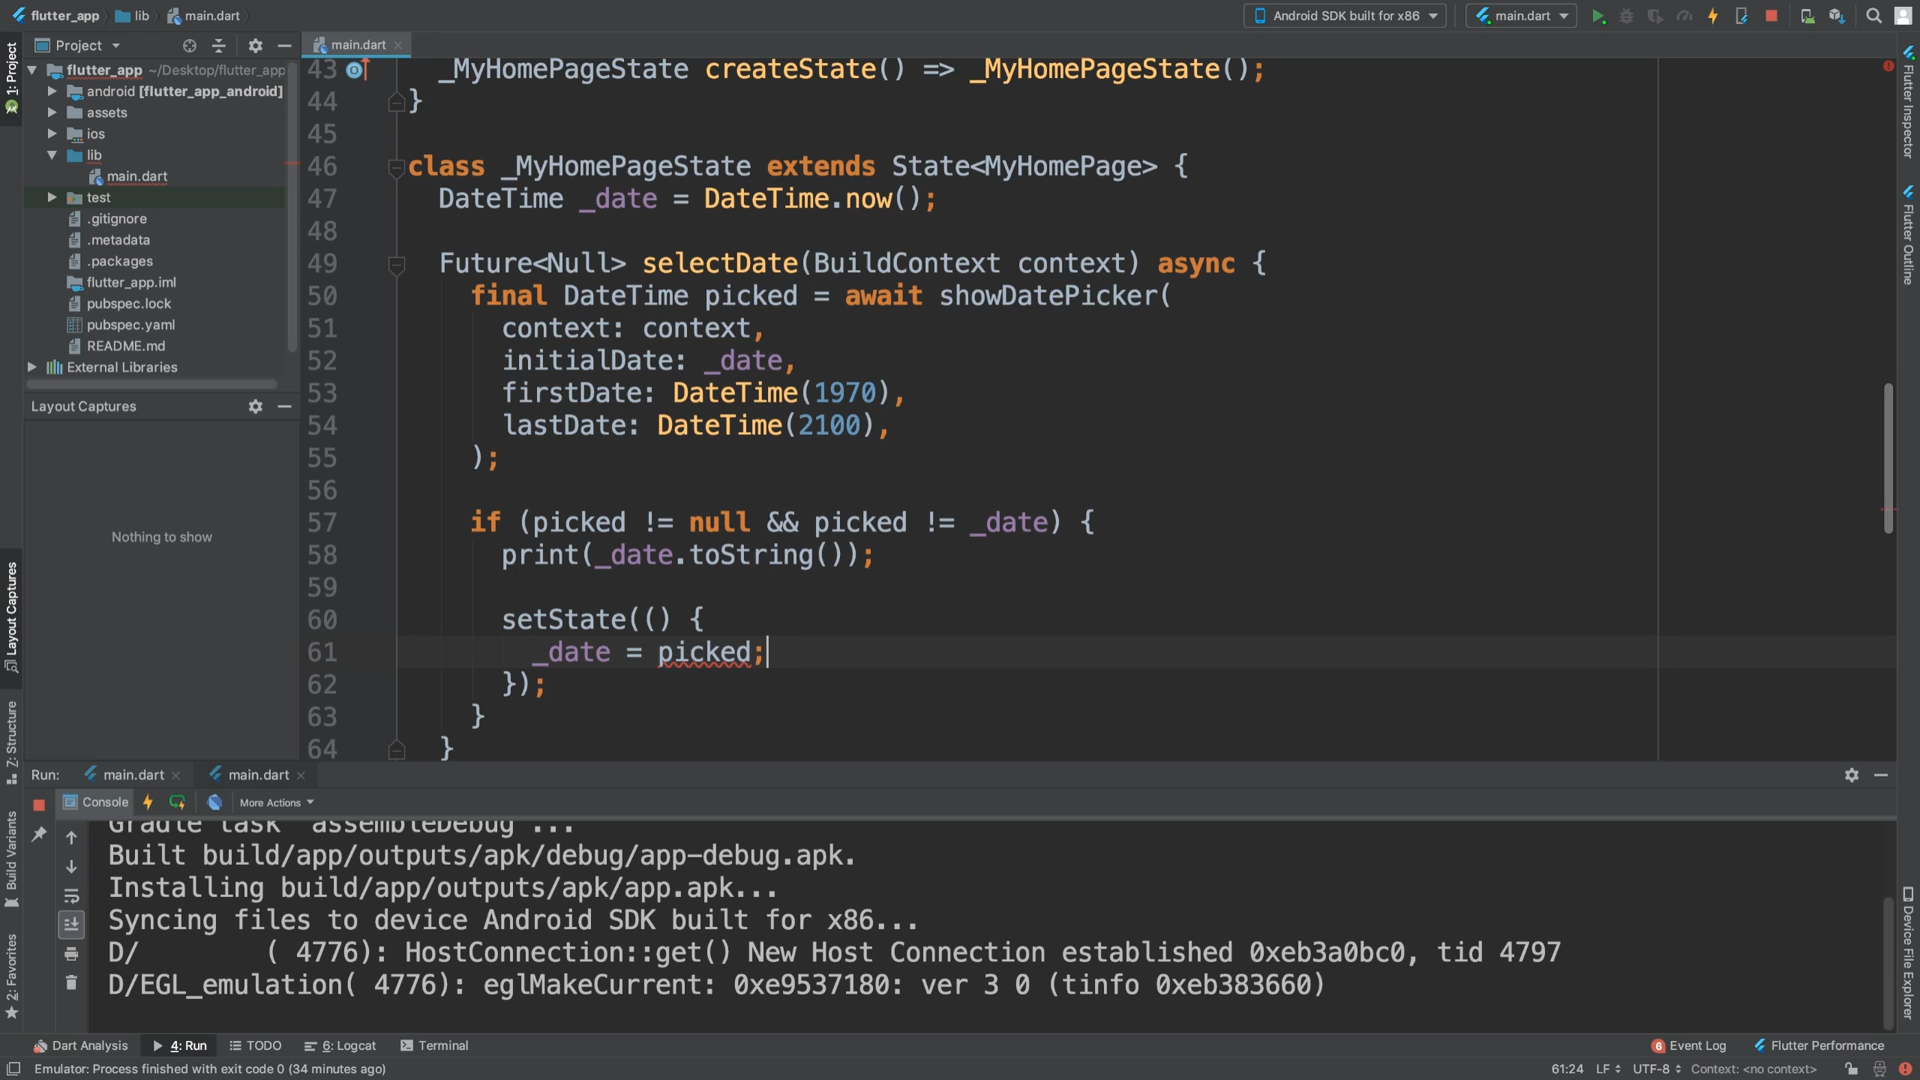 flutter_app
lib
main.dart
Android SDK built for x86
main.dart
Project
main.dart
1: Project
flutter_app ~/Desktop/flutter_app
android [flutter_app_android]
assets
ios
lib
main.dart
test
.gitignore
.metadata
.packages
flutter_app.iml
pubspec.lock
pubspec.yaml
README.md
External Libraries
Layout Captures
Nothing to show
Layout Captures
Z: Structure
Build Variants
2: Favorites
43 _MyHomePageState createState() => _MyHomePageState();
44 }
45
46 class _MyHomePageState extends State<MyHomePage> {
47 DateTime _date = DateTime.now();
48
49 Future<Null> selectDate(BuildContext context) async {
50 final DateTime picked = await showDatePicker(
51 context: context,
52 initialDate: _date,
53 firstDate: DateTime(1970),
54 lastDate: DateTime(2100),
55 );
56
57 if (picked != null && picked != _date) {
58 print(_date.toString());
59
60 setState(() {
61 _date = picked;
62 });
63 }
64 }
Flutter Inspector
Flutter Outline
Device File Explorer
Run:
main.dart
main.dart
Console
More Actions
Gradle task 'assembleDebug'...
Built build/app/outputs/apk/debug/app-debug.apk.
Installing build/app/outputs/apk/app.apk...
Syncing files to device Android SDK built for x86...
D/ ( 4776): HostConnection::get() New Host Connection established 0xeb3a0bc0, tid 4797
D/EGL_emulation( 4776): eglMakeCurrent: 0xe9537180: ver 3 0 (tinfo 0xeb383660)
Dart Analysis
4: Run
TODO
6: Logcat
Terminal
6 Event Log
Flutter Performance
Emulator: Process finished with exit code 0 (34 minutes ago)
61:24
LF
UTF-8
Context: <no context>